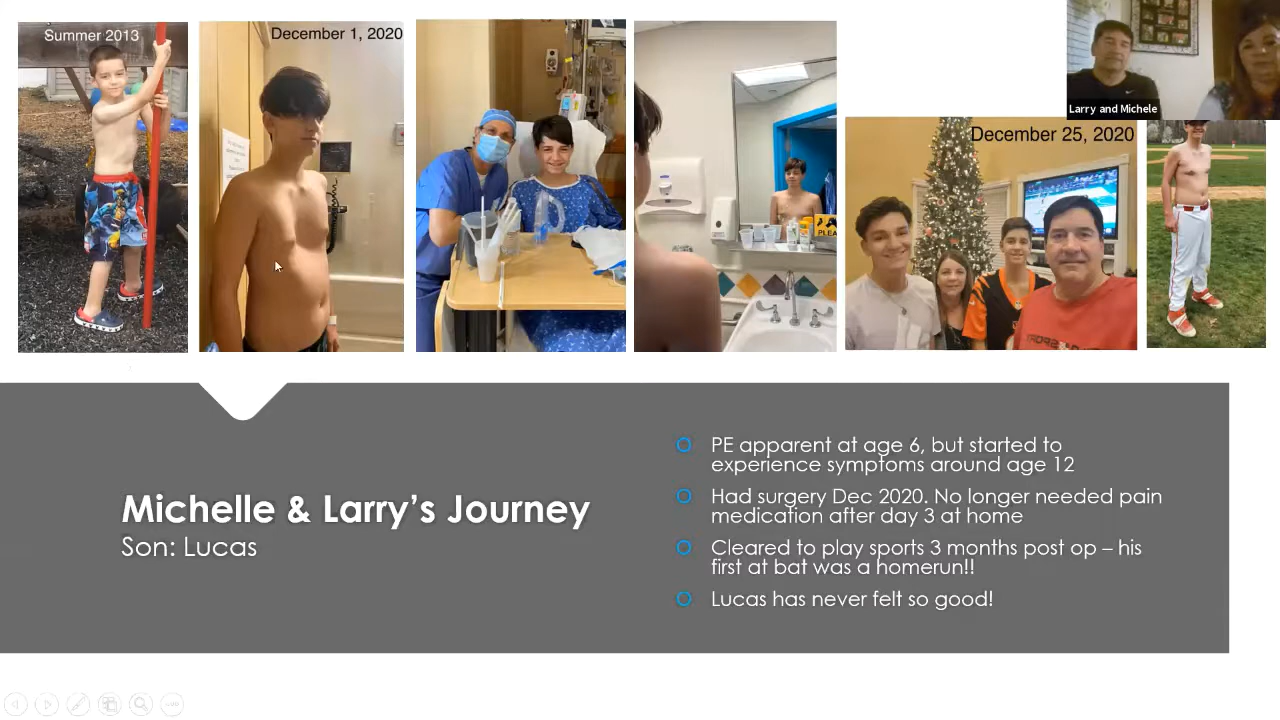 Summer 2013
December 1, 2020
Larry and Michele
December 25, 2020
PLEA
Michelle & Larry's Journey
Son: Lucas
PE apparent at age 6, but started to
experience symptoms around age 12
Had surgery Dec 2020. No longer needed pain
medication after day 3 at home
Cleared to play sports 3 months post op – his
first at bat was a homerun!!
Lucas has never felt so good!